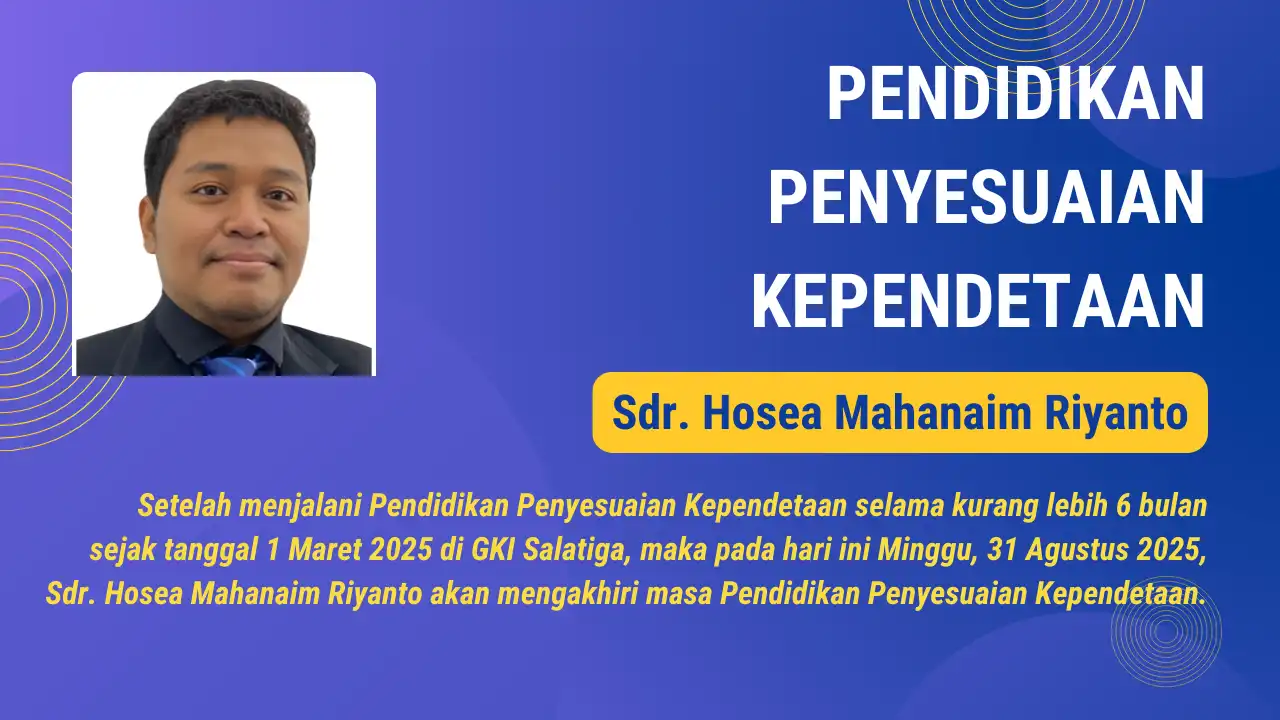 PENDIDIKAN
PENYESUAIAN
KEPENDETAAN
Sdr. Hosea Mahanaim Riyanto
Setelah menjalani Pendidikan Penyesuaian Kependetaan selama kurang lebih 6 bulan
sejak tanggal 1 Maret 2025 di GKI Salatiga, maka pada hari ini Minggu, 31 Agustus 2025,
Sdr. Hosea Mahanaim Riyanto akan mengakhiri masa Pendidikan Penyesuaian Kependetaan.